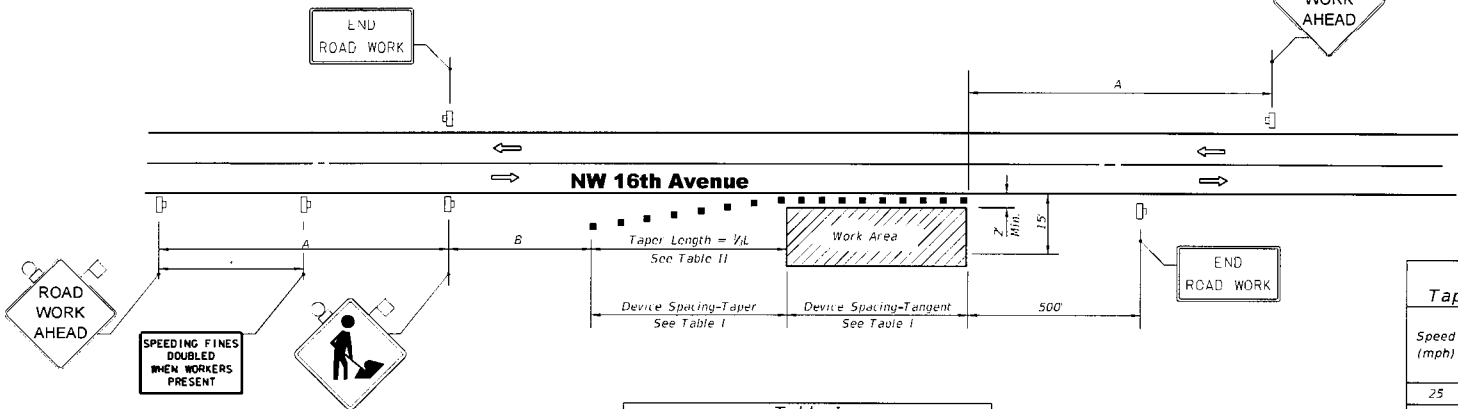 END
ROAD WORK
WORK
AHEAD
A
NW 16th Avenue
A
B
Taper Length = ⅓L
See Table II
Work Area
2'
Min.
15'
END
ROAD WORK
ROAD
WORK
AHEAD
SPEEDING FINES
DOUBLED
WHEN WORKERS
PRESENT
Device Spacing-Taper
See Table I
Device Spacing-Tangent
See Table I
500'
Speed
(mph)
25